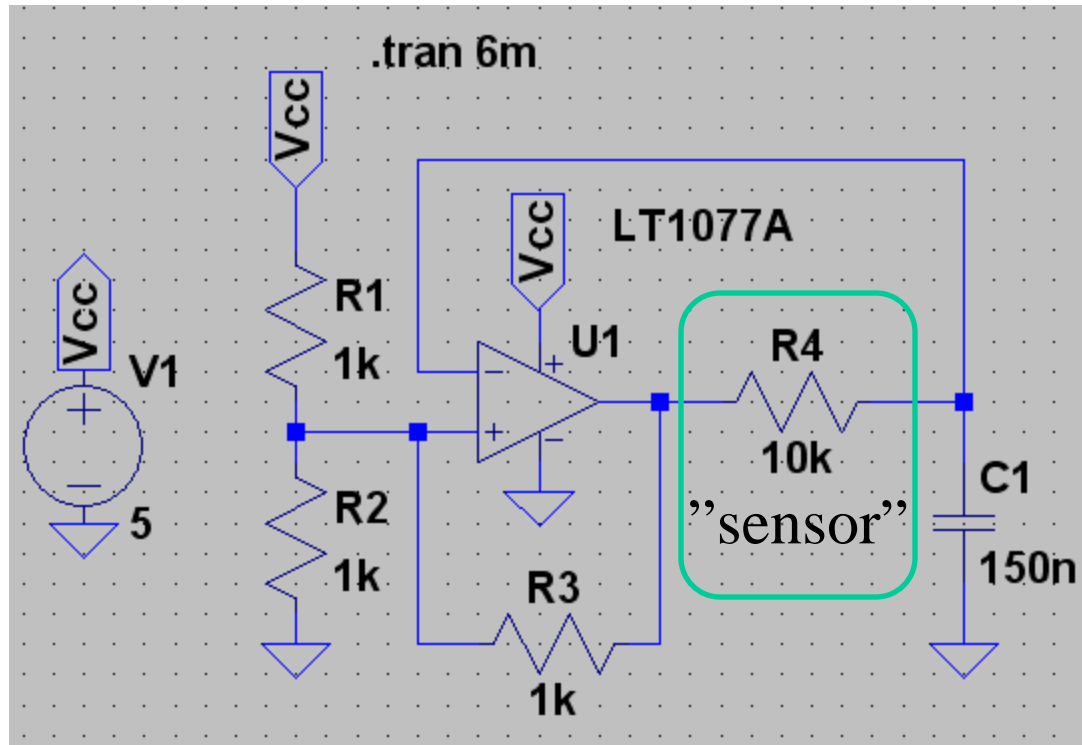 .tran 6m
Vcc
Vcc
LT1077A
Vcc
R1
1k
V1
5
U1
R4
10k
”sensor”
R2
1k
C1
150n
R3
1k